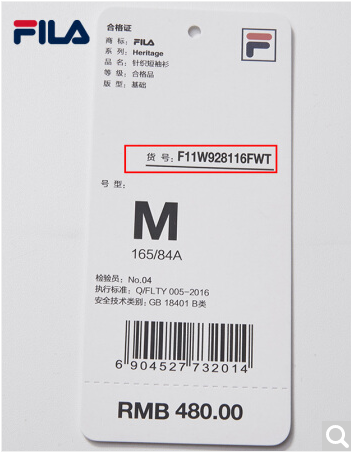 FILA
合格证
商 标：FILA
系 列：Heritage
品 名：针织短袖衫
等 级：合格品
版 型：基础
货 号：F11W928116FWT
号 型：
M
165/84A
检验员：No.04
执行标准：Q/FLTY 005-2016
安全技术类别：GB 18401 B类
6 904527 732014
RMB 480.00